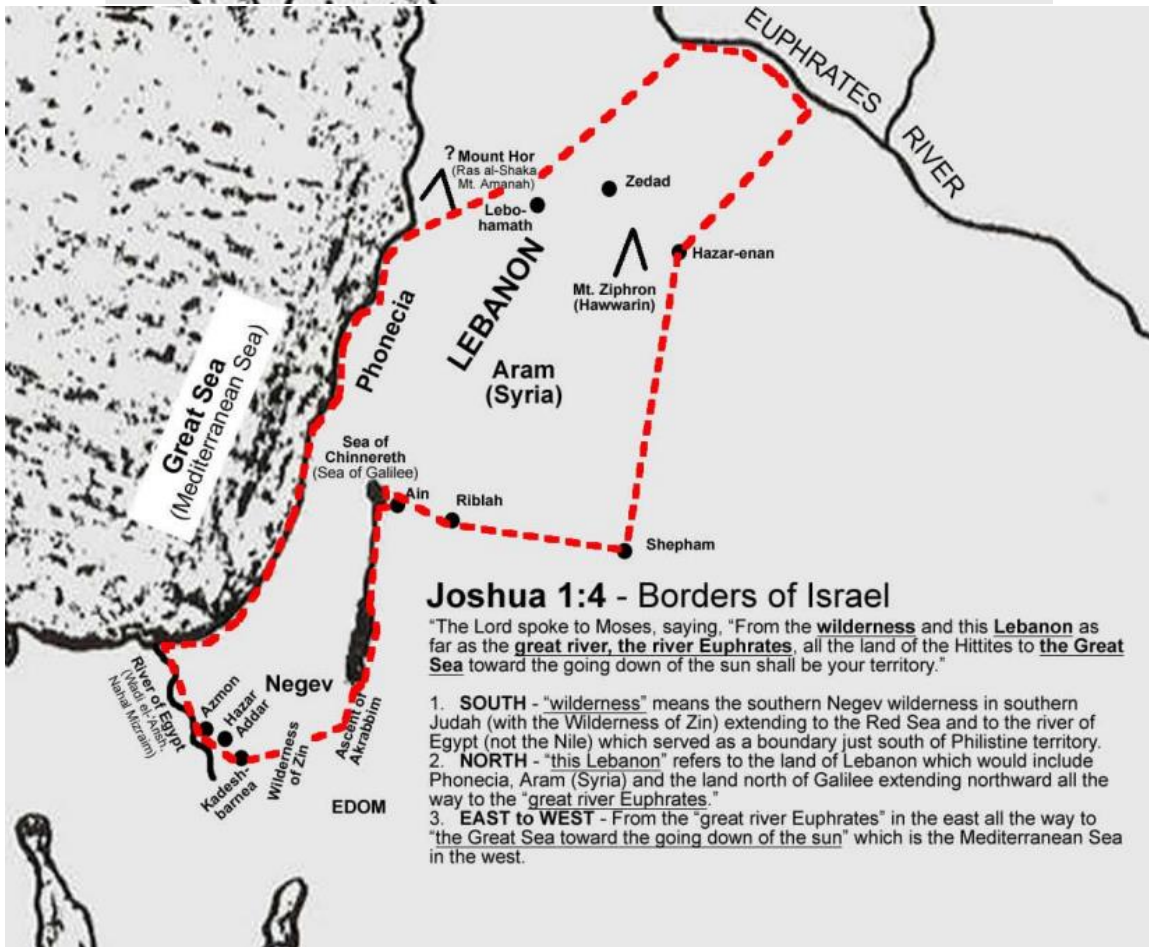 EUPHRATES
RIVER
? Mount Hor
(Ras al-Shaka
Mt. Amanah)
Lebo-
hamath
Zedad
Hazar-enan
Mt. Ziphron
(Hawwarin)
LEBANON
Phonecia
Aram
(Syria)
Great Sea
(Mediterranean Sea)
Sea of
Chinnereth
(Sea of Galilee)
Ain
Riblah
Shepham
Negev
River of Egypt
(Wadi el-'Arish,
Nahal Mizraim)
Azmon
Hazar
Addar
Kadesh-
barnea
Wilderness
of Zin
Ascent of
Akrabbim
EDOM
Joshua 1:4 - Borders of Israel
"The Lord spoke to Moses, saying, “From the wilderness and this Lebanon as
far as the great river, the river Euphrates, all the land of the Hittites to the Great
Sea toward the going down of the sun shall be your territory.”
1. SOUTH - “wilderness” means the southern Negev wilderness in southern
Judah (with the Wilderness of Zin) extending to the Red Sea and to the river of
Egypt (not the Nile) which served as a boundary just south of Philistine territory.
2. NORTH - “this Lebanon” refers to the land of Lebanon which would include
Phonecia, Aram (Syria) and the land north of Galilee extending northward all the
way to the “great river Euphrates.”
3. EAST to WEST - From the “great river Euphrates” in the east all the way to
“the Great Sea toward the going down of the sun” which is the Mediterranean Sea
in the west.